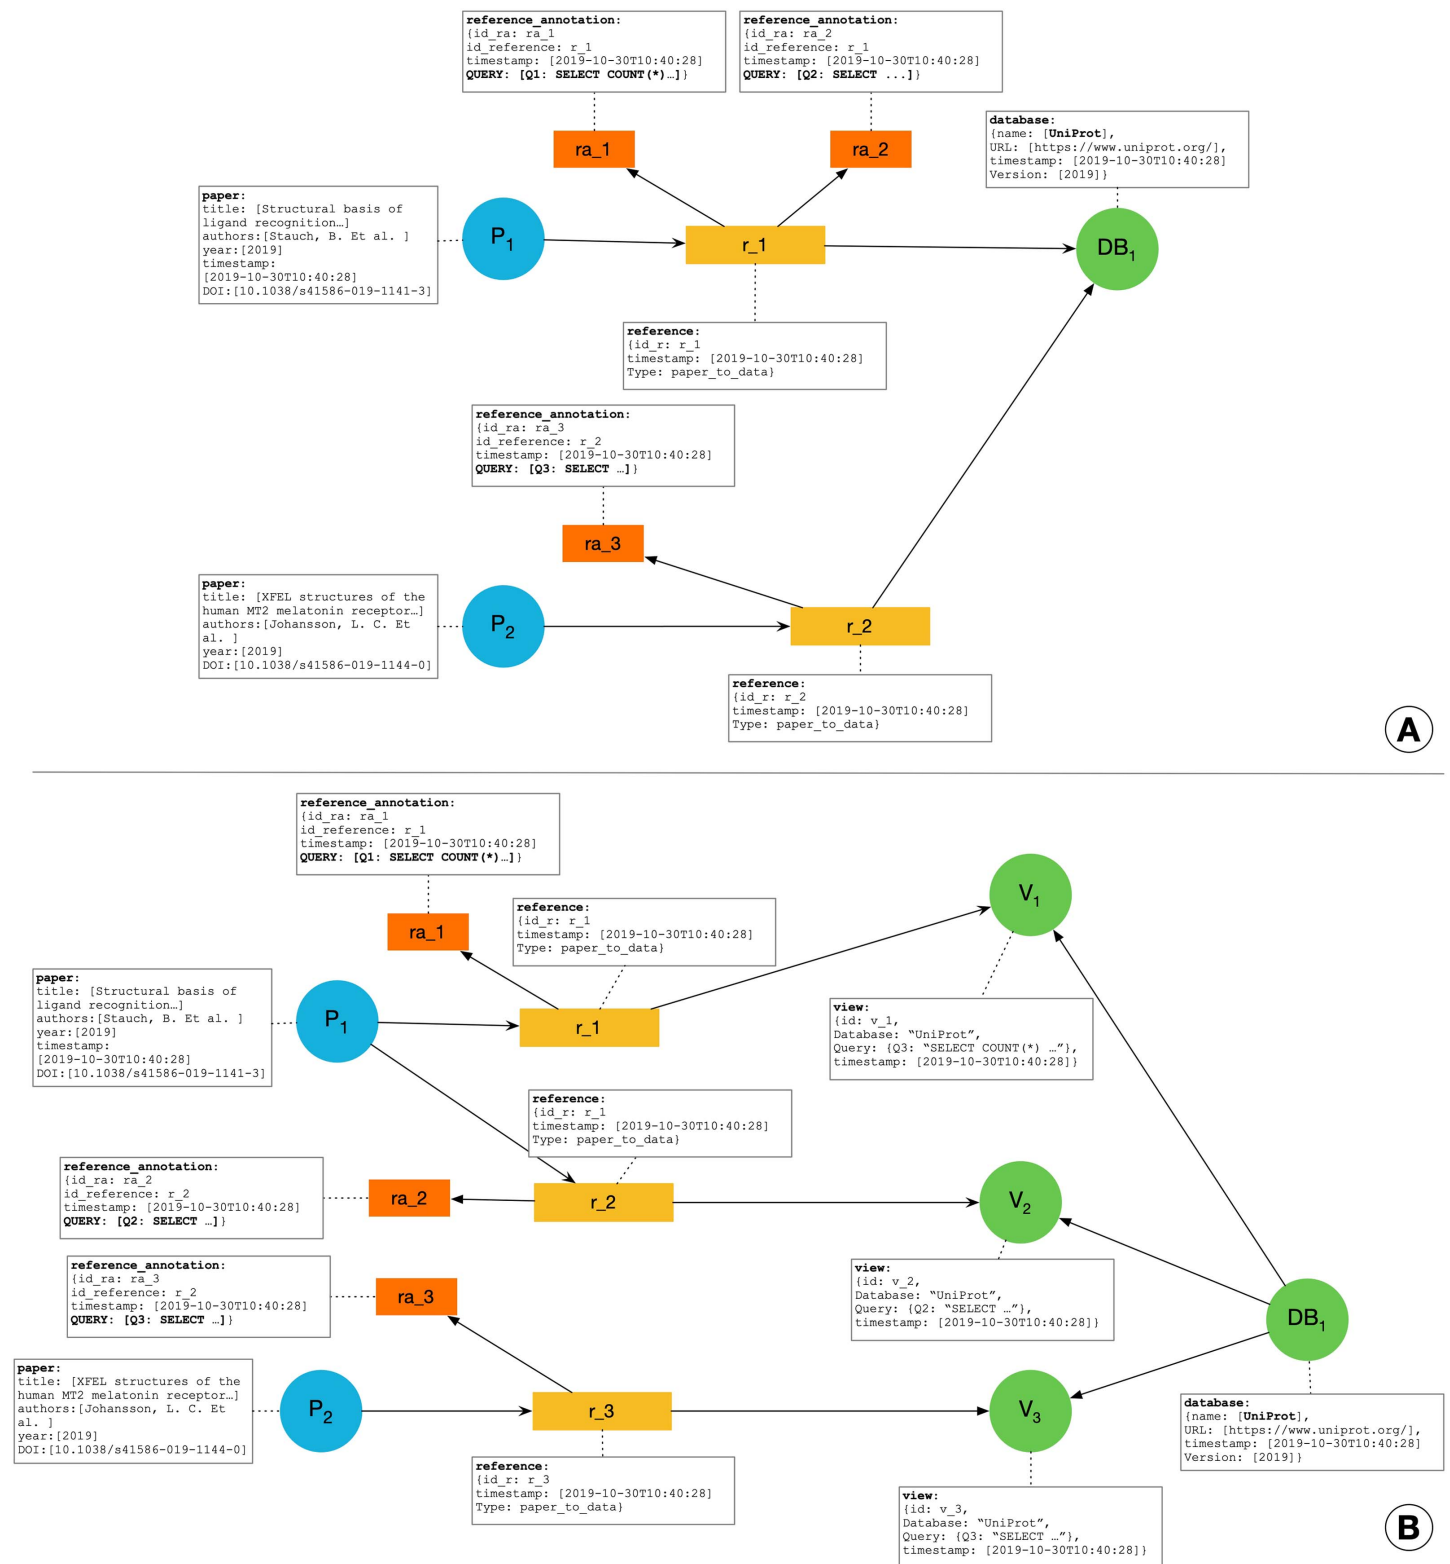 reference_annotation:
{id_ra: ra_1
id_reference: r_1
timestamp: [2019-10-30T10:40:28]
QUERY: [Q1: SELECT COUNT(*)…]}
reference_annotation:
{id_ra: ra_2
id_reference: r_1
timestamp: [2019-10-30T10:40:28]
QUERY: [Q2: SELECT ...]}
ra_1
ra_2
database:
{name: [UniProt],
URL: [https://www.uniprot.org/],
timestamp: [2019-10-30T10:40:28]
Version: [2019]}
paper:
title: [Structural basis of
ligand recognition…]
authors:[Stauch, B. Et al. ]
year:[2019]
timestamp:
[2019-10-30T10:40:28]
DOI:[10.1038/s41586-019-1141-3]
P1
r_1
DB1
reference:
{id_r: r_1
timestamp: [2019-10-30T10:40:28]
Type: paper_to_data}
reference_annotation:
{id_ra: ra_3
id_reference: r_2
timestamp: [2019-10-30T10:40:28]
QUERY: [Q3: SELECT …]}
ra_3
paper:
title: [XFEL structures of the
human MT2 melatonin receptor…]
authors:[Johansson, L. C. Et
al. ]
year:[2019]
DOI:[10.1038/s41586-019-1144-0]
P2
r_2
reference:
{id_r: r_2
timestamp: [2019-10-30T10:40:28]
Type: paper_to_data}
A
reference_annotation:
{id_ra: ra_1
id_reference: r_1
timestamp: [2019-10-30T10:40:28]
QUERY: [Q1: SELECT COUNT(*)…]}
ra_1
reference:
{id_r: r_1
timestamp: [2019-10-30T10:40:28]
Type: paper_to_data}
V1
paper:
title: [Structural basis of
ligand recognition…]
authors:[Stauch, B. Et al. ]
year:[2019]
timestamp:
[2019-10-30T10:40:28]
DOI:[10.1038/s41586-019-1141-3]
P1
r_1
view:
{id: v_1,
Database: “UniProt”,
Query: {Q3: “SELECT COUNT(*) …”},
timestamp: [2019-10-30T10:40:28]}
reference:
{id_r: r_1
timestamp: [2019-10-30T10:40:28]
Type: paper_to_data}
reference_annotation:
{id_ra: ra_2
id_reference: r_2
timestamp: [2019-10-30T10:40:28]
QUERY: [Q2: SELECT …]}
ra_2
r_2
V2
reference_annotation:
{id_ra: ra_3
id_reference: r_2
timestamp: [2019-10-30T10:40:28]
QUERY: [Q3: SELECT …]}
ra_3
view:
{id: v_2,
Database: “UniProt”,
Query: {Q2: “SELECT …”},
timestamp: [2019-10-30T10:40:28]}
DB1
paper:
title: [XFEL structures of the
human MT2 melatonin receptor…]
authors:[Johansson, L. C. Et
al. ]
year:[2019]
DOI:[10.1038/s41586-019-1144-0]
P2
r_3
V3
database:
{name: [UniProt],
URL: [https://www.uniprot.org/],
timestamp: [2019-10-30T10:40:28]
Version: [2019]}
reference:
{id_r: r_3
timestamp: [2019-10-30T10:40:28]
Type: paper_to_data}
view:
{id: v_3,
Database: “UniProt”,
Query: {Q3: “SELECT …”},
timestamp: [2019-10-30T10:40:28]}
B